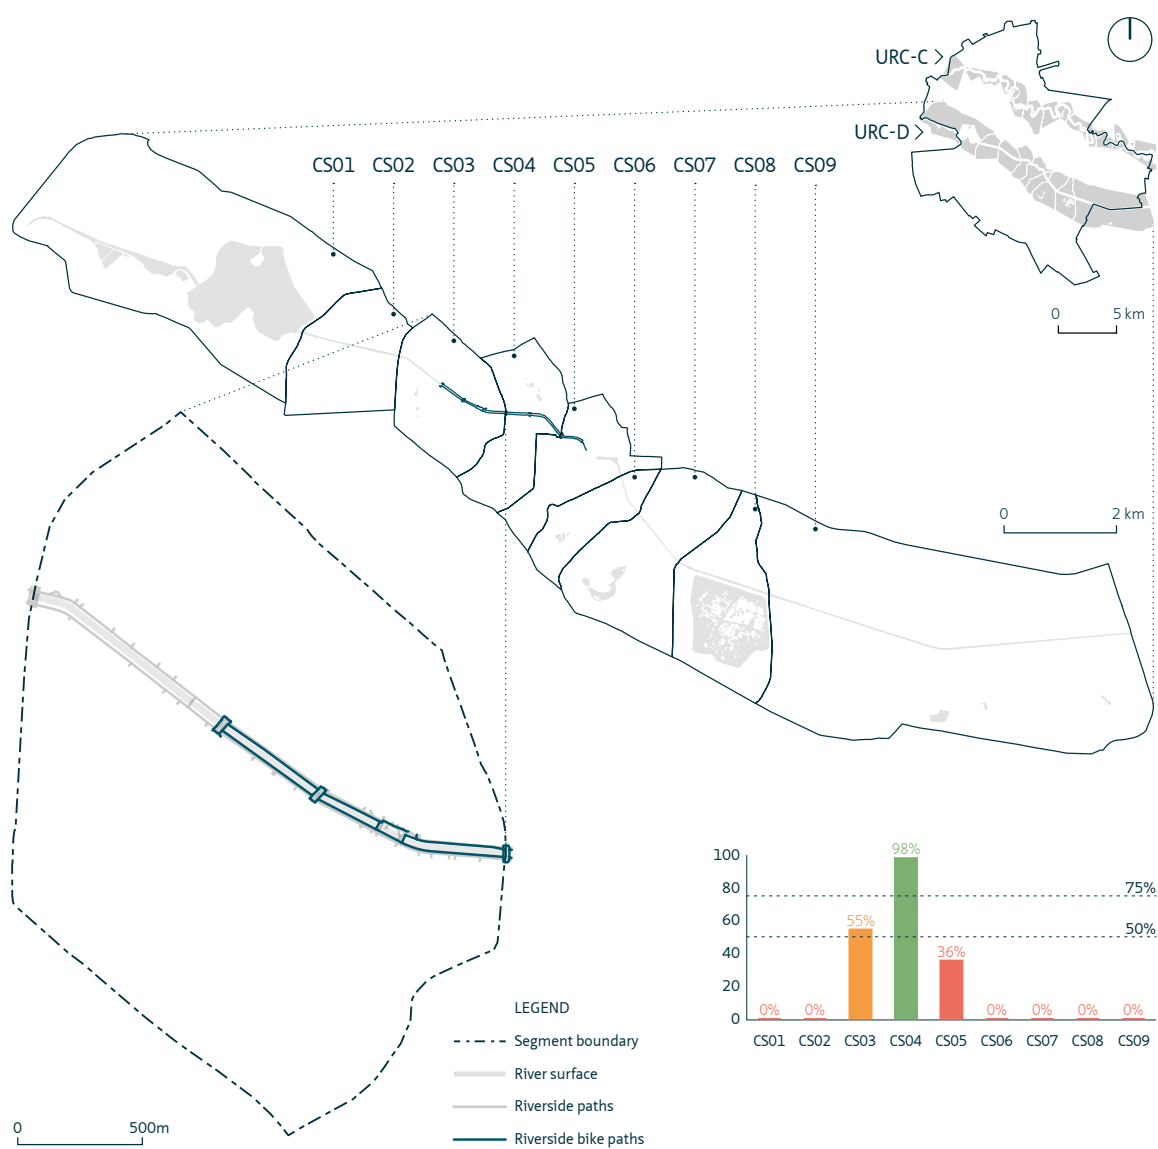 URC-C
URC-D
CS01 CS02 CS03 CS04 CS05 CS06 CS07 CS08 CS09
0 5 km
0 2 km
100
80
60
40
20
0
75%
50%
0% 0% 55% 98% 36% 0% 0% 0% 0%
CS01 CS02 CS03 CS04 CS05 CS06 CS07 CS08 CS09
LEGEND
Segment boundary
River surface
Riverside paths
Riverside bike paths
0 500m